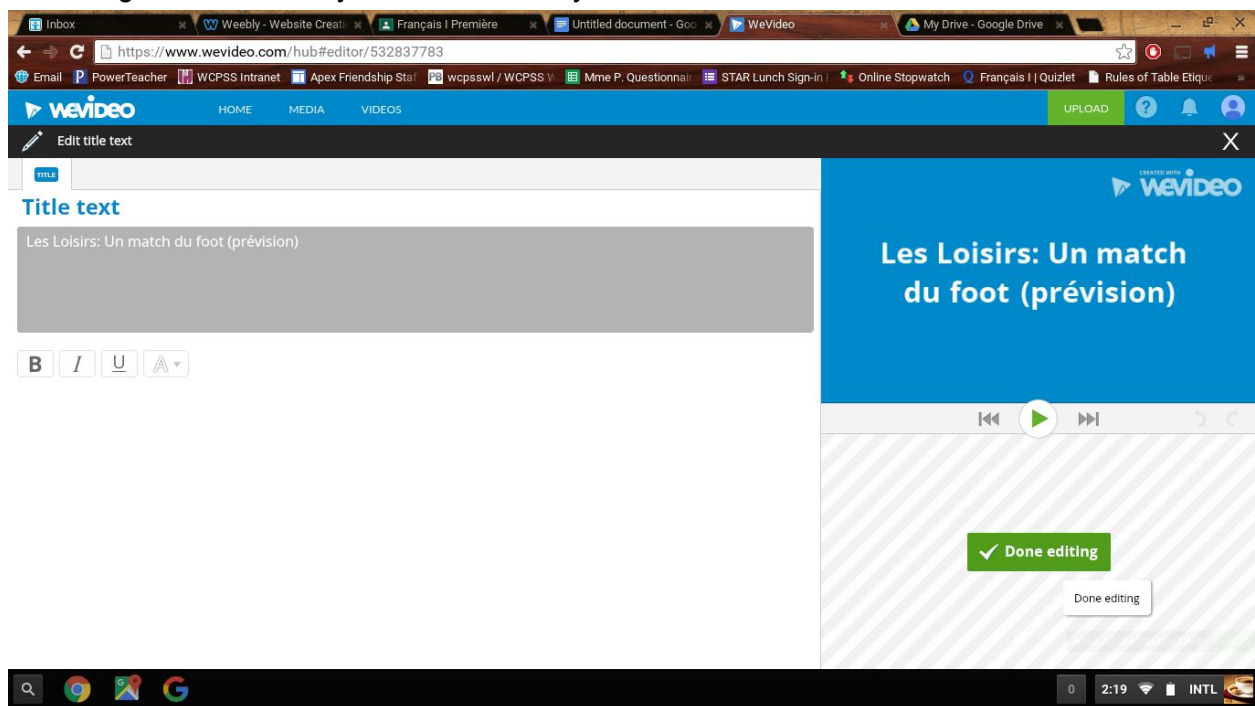 Inbox
Weebly - Website Creati
Français I Première
Untitled document - Goo
WeVideo
My Drive - Google Drive
https://www.wevideo.com/hub#editor/532837783
Email
PowerTeacher
WCPSS Intranet
Apex Friendship Staf
PB wcpsswl / WCPSS W
Mme P. Questionnair
STAR Lunch Sign-in
Online Stopwatch
Français I | Quizlet
Rules of Table Etique
WEVIDEO
HOME
MEDIA
VIDEOS
UPLOAD
?
Edit title text
X
TITLE
Title text
Les Loisirs: Un match du foot (prévision)
B I U A
CREATED WITH
WEVIDEO
Les Loisirs: Un match
du foot (prévision)
Done editing
Done editing
0
2:19
INTL